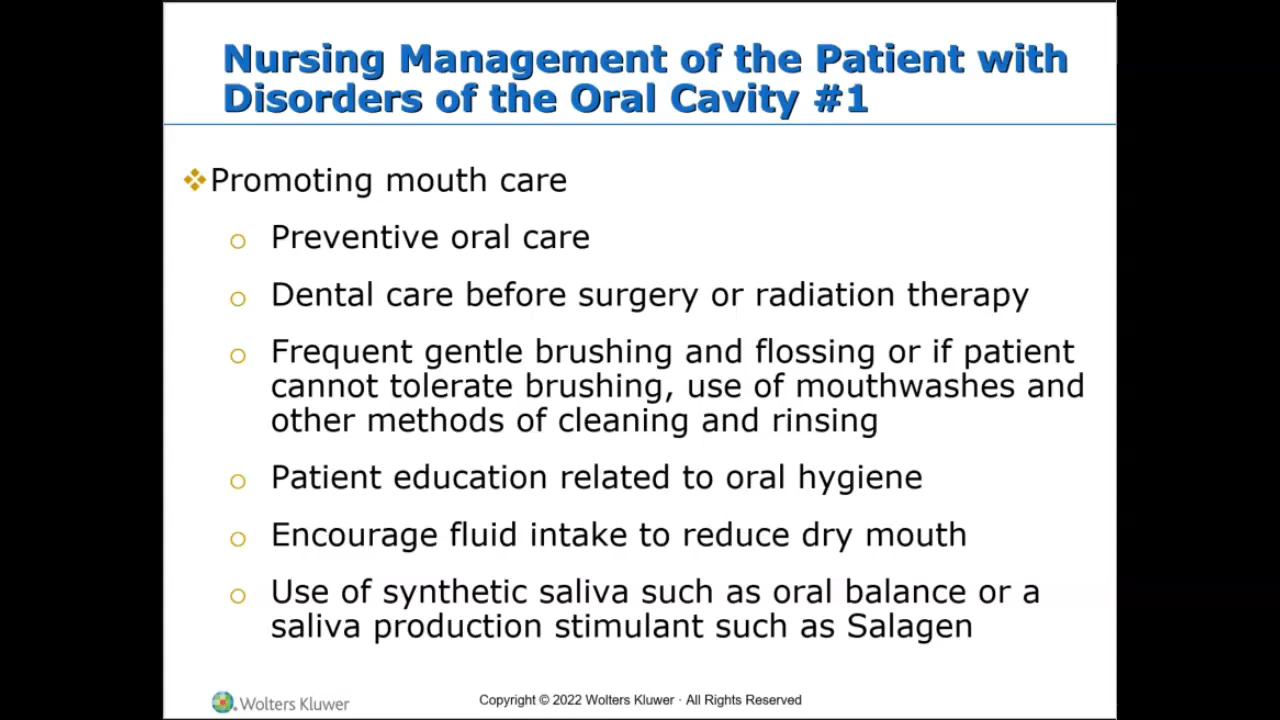 Nursing Management of the Patient with
Disorders of the Oral Cavity #1
Promoting mouth care
Preventive oral care
Dental care before surgery or radiation therapy
Frequent gentle brushing and flossing or if patient
cannot tolerate brushing, use of mouthwashes and
other methods of cleaning and rinsing
Patient education related to oral hygiene
Encourage fluid intake to reduce dry mouth
Use of synthetic saliva such as oral balance or a
saliva production stimulant such as Salagen
Wolters Kluwer
Copyright © 2022 Wolters Kluwer · All Rights Reserved